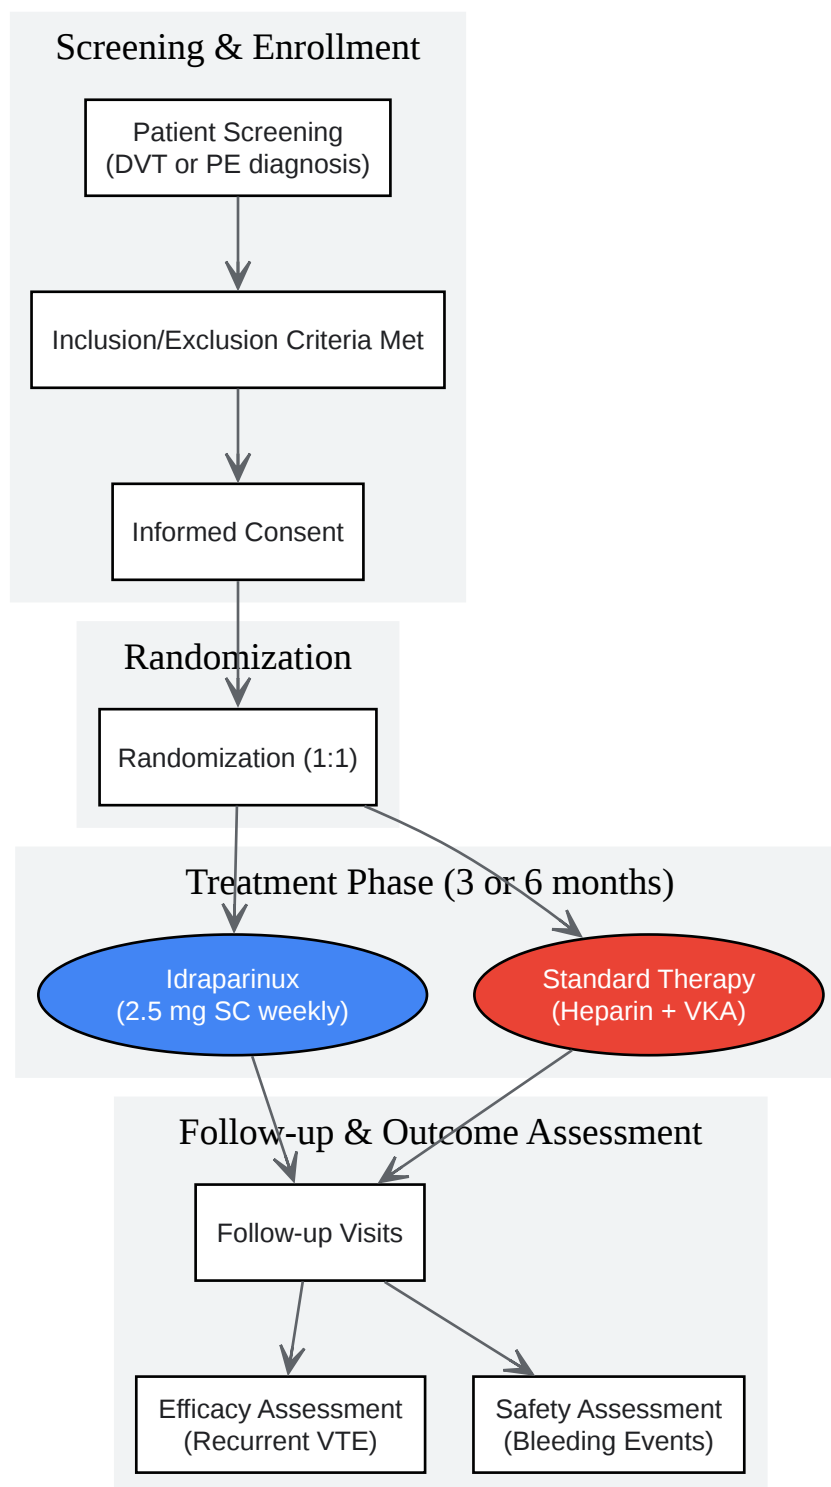 Screening & Enrollment
Patient Screening
(DVT or PE diagnosis)
Inclusion/Exclusion Criteria Met
Informed Consent
Randomization
Randomization (1:1)
Treatment Phase (3 or 6 months)
Idraparinux
(2.5 mg SC weekly)
Standard Therapy
(Heparin + VKA)
Follow-up & Outcome Assessment
Follow-up Visits
Efficacy Assessment
(Recurrent VTE)
Safety Assessment
(Bleeding Events)